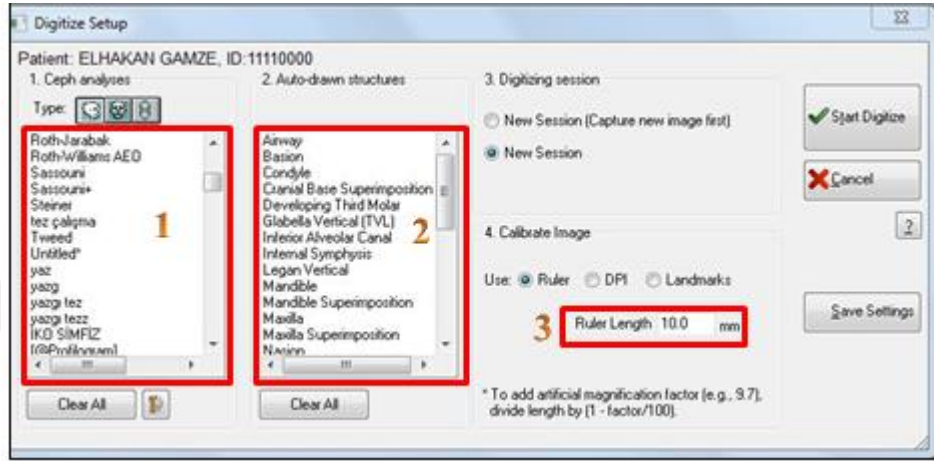 Digitize Setup
Patient: ELHAKAN GAMZE, ID:11110000
1. Ceph analyses
Type:
Roth-Jarabak
Roth-Williams AEO
Sassouni
Sassouni+
Steiner
tez çalışma
Tweed
Untitled*
yaz
yazg
yazgı tez
yazgı tezz
İKO SİMFİZ
[@Profilogram]
1
Clear All
2. Auto-drawn structures
Airway
Basion
Condyle
Cranial Base Superimposition
Developing Third Molar
Glabella Vertical (TVL)
Inferior Alveolar Canal
Internal Symphysis
Legan Vertical
Mandible
Mandible Superimposition
Maxilla
Maxilla Superimposition
Nasion
2
Clear All
3. Digitizing session
New Session (Capture new image first)
New Session
4. Calibrate Image
Use: Ruler DPI Landmarks
3 Ruler Length 10.0 mm
* To add artificial magnification factor (e.g., 9.7),
divide length by (1 - factor/100).
Start Digitize
Cancel
?
Save Settings